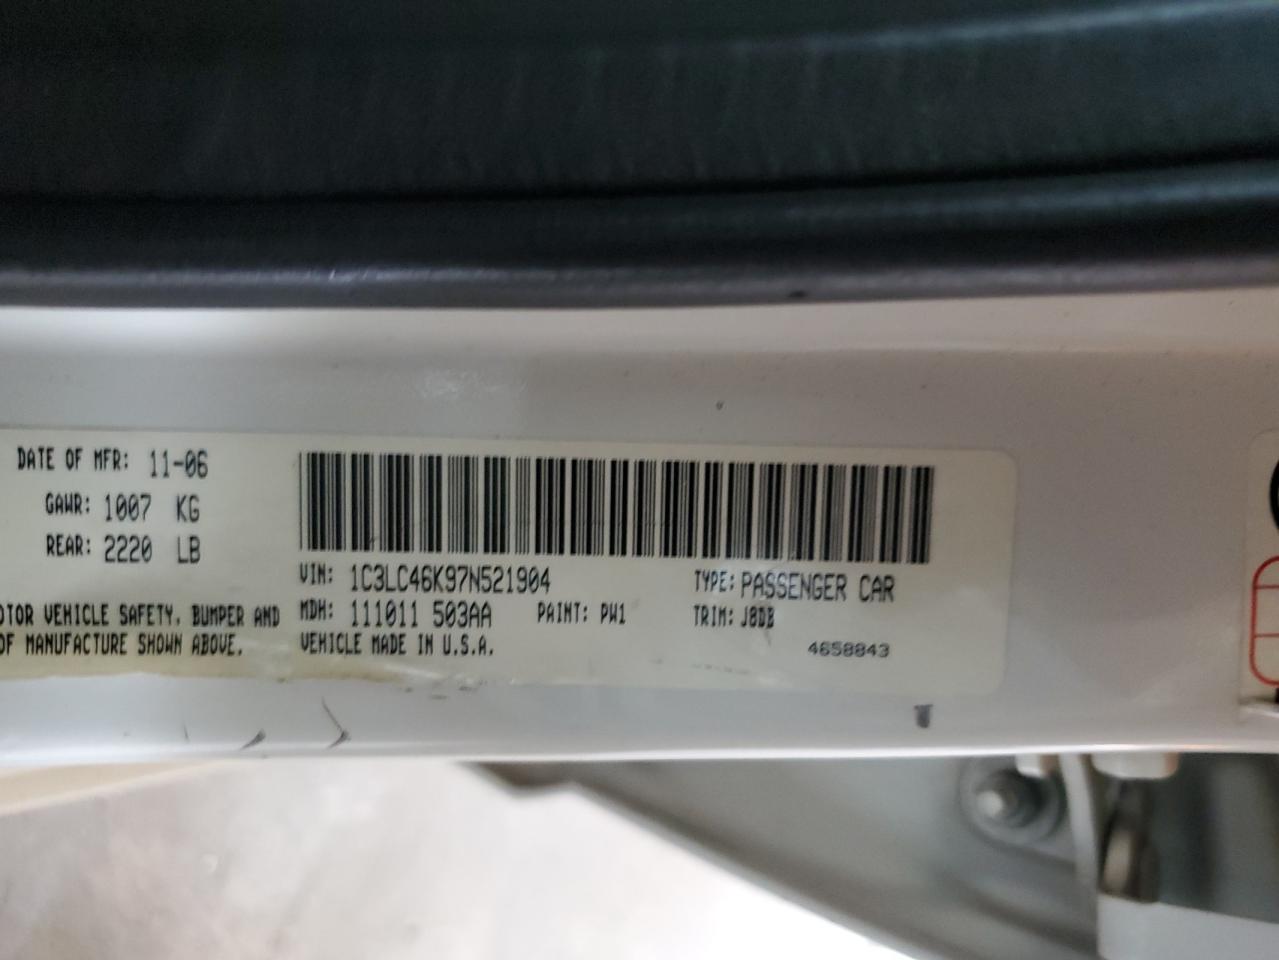 DATE OF MFR: 11-06
GAWR: 1007 KG
REAR: 2220 LB
VIN: 1C3LC46K97N521904 TYPE: PASSENGER CAR
OTOR VEHICLE SAFETY, BUMPER AND MDH: 111011 503AA PAINT: PW1 TRIM: J8DB
OF MANUFACTURE SHOWN ABOVE. VEHICLE MADE IN U.S.A. 4658843